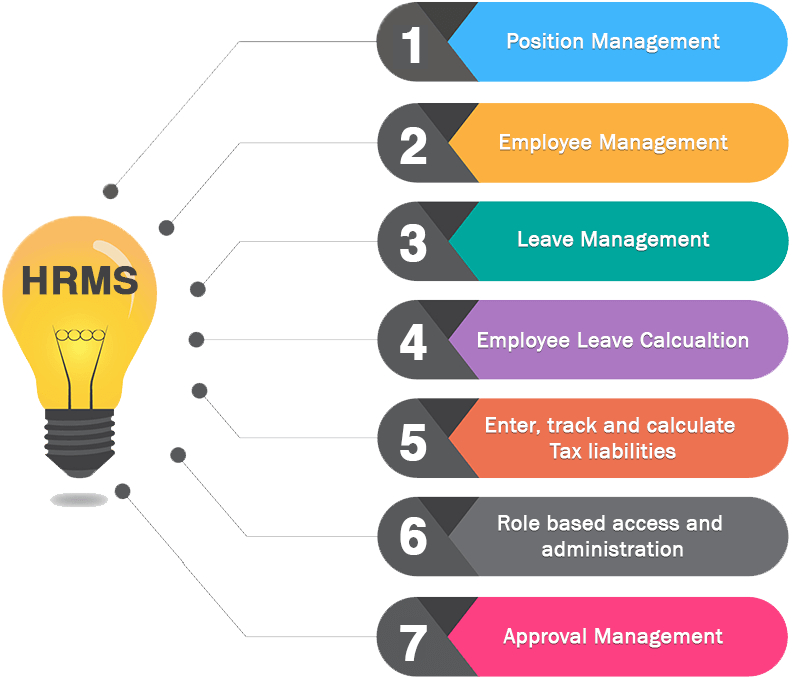 HRMS
1
Position Management
2
Employee Management
3
Leave Management
4
Employee Leave Calcualtion
5
Enter, track and calculate
Tax liabilities
6
Role based access and
administration
7
Approval Management